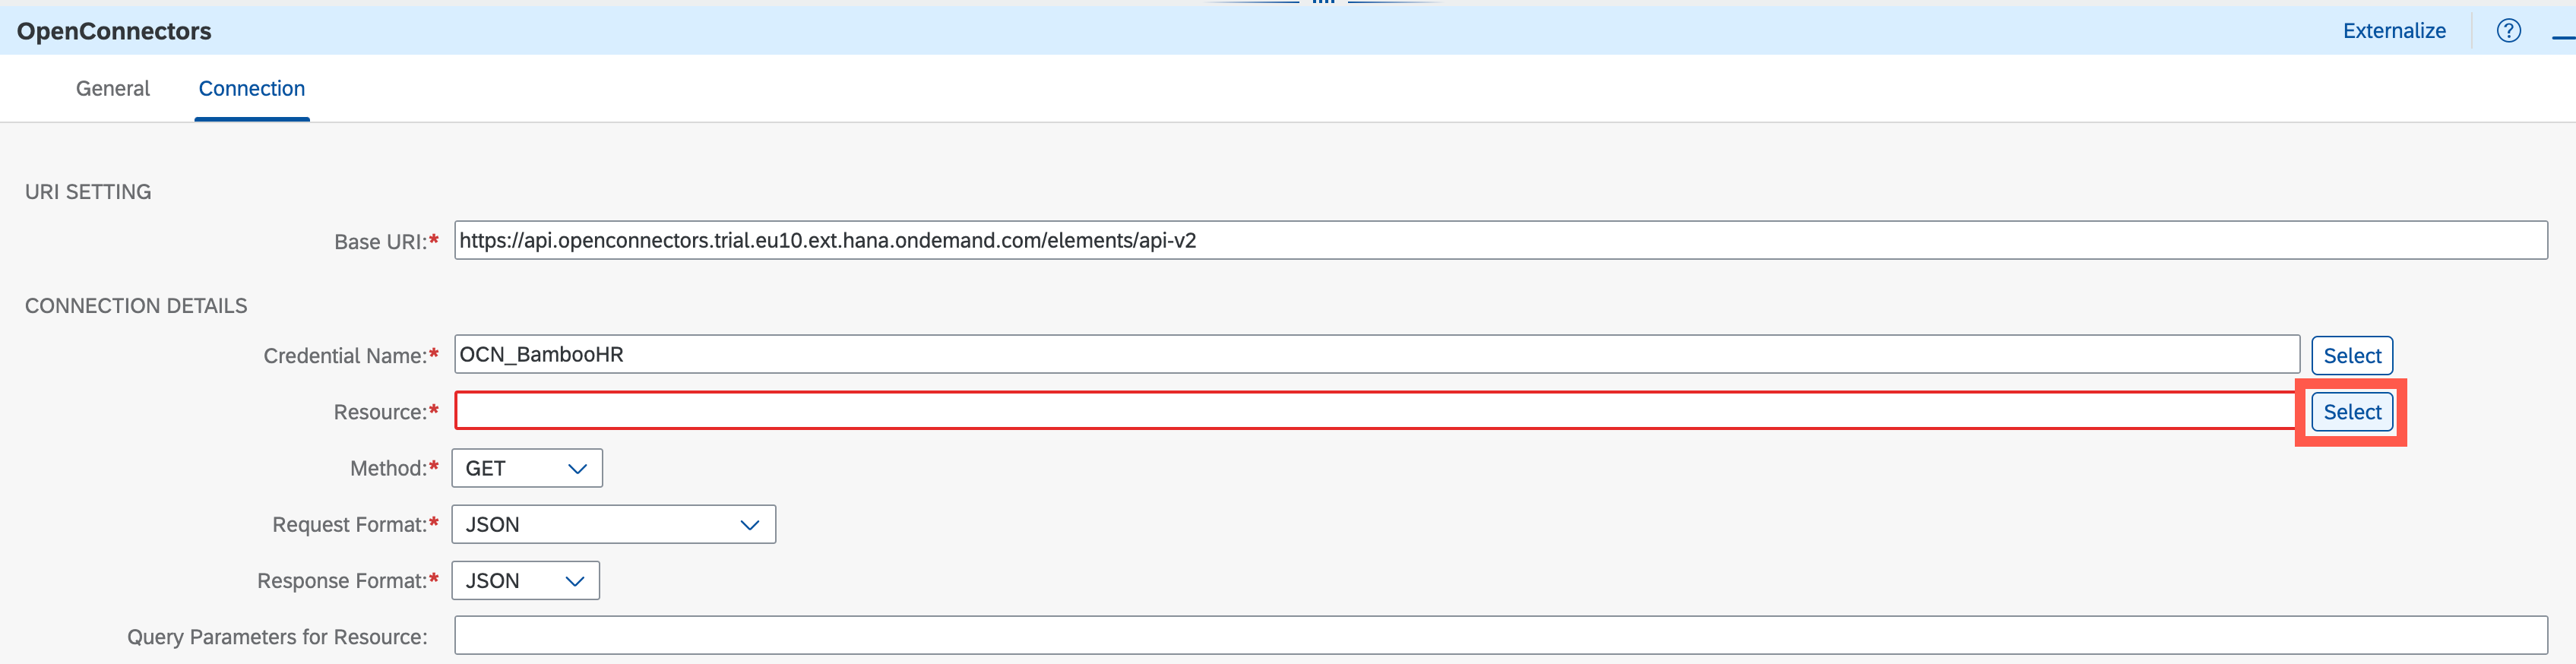 OpenConnectors Externalize ?
General Connection
URI SETTING
Base URI:* https://api.openconnectors.trial.eu10.ext.hana.ondemand.com/elements/api-v2
CONNECTION DETAILS
Credential Name:* OCN_BambooHR Select
Resource:* Select
Method:* GET
Request Format:* JSON
Response Format:* JSON
Query Parameters for Resource: